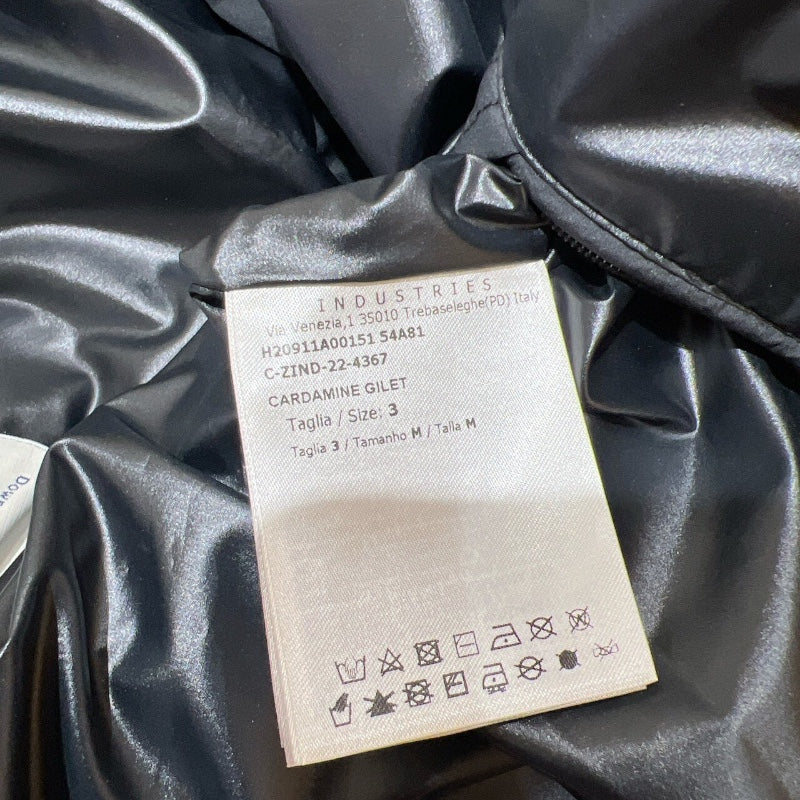 INDUSTRIES
Via Venezia,1 35010 Trebaseleghe(PD) Italy
H20911A00151 54A81
C-ZIND-22-4367
CARDAMINE GILET
Taglia / Size: 3
Taglia 3 / Tamanho M / Talla M
Down